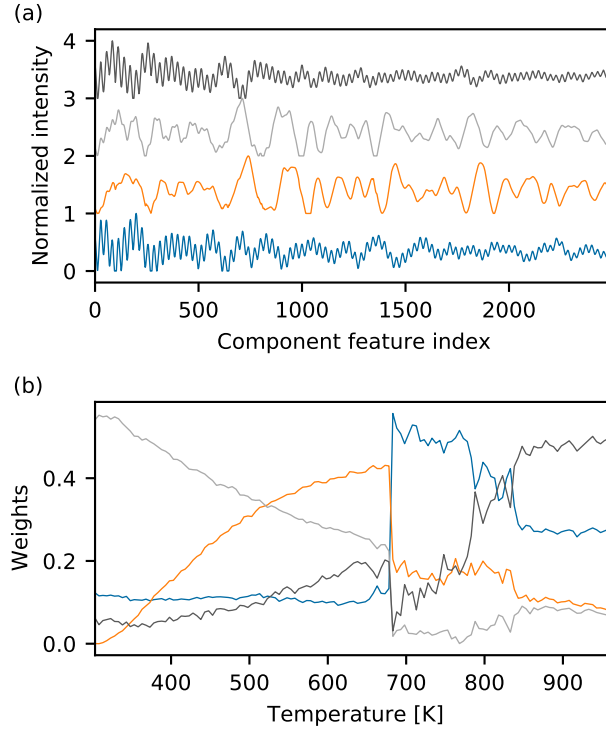 (a)
Normalized intensity
4
3
2
1
0
0 500 1000 1500 2000
Component feature index
(b)
Weights
0.4
0.2
0.0
400 500 600 700 800 900
Temperature [K]